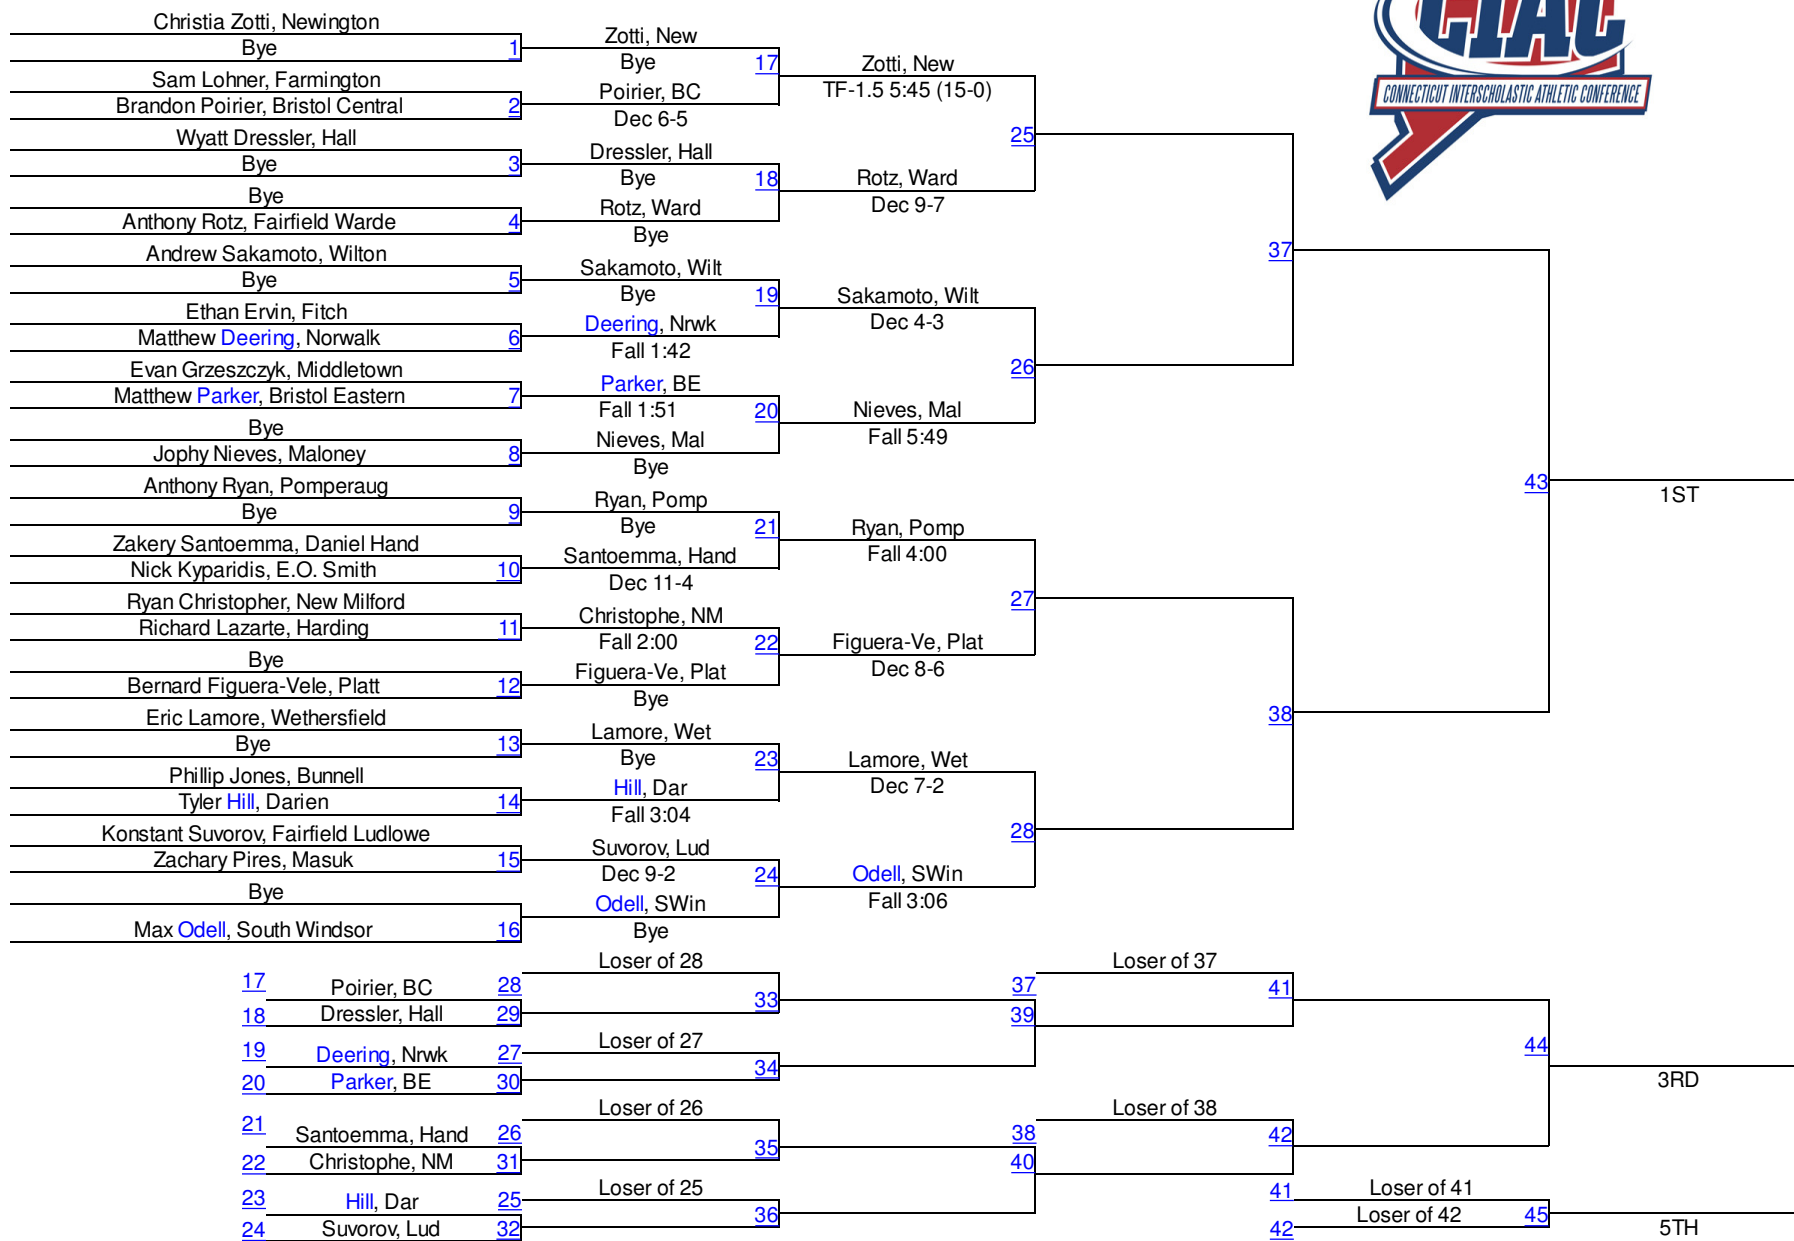 CIAC
CONNECTICUT INTERSCHOLASTIC ATHLETIC CONFERENCE
Christia Zotti, Newington
Bye
1
Sam Lohner, Farmington
Brandon Poirier, Bristol Central
2
Wyatt Dressler, Hall
Bye
3
Bye
Anthony Rotz, Fairfield Warde
4
Andrew Sakamoto, Wilton
Bye
5
Ethan Ervin, Fitch
Matthew Deering, Norwalk
6
Evan Grzeszczyk, Middletown
Matthew Parker, Bristol Eastern
7
Bye
Jophy Nieves, Maloney
8
Anthony Ryan, Pomperaug
Bye
9
Zakery Santoemma, Daniel Hand
Nick Kyparidis, E.O. Smith
10
Ryan Christopher, New Milford
Richard Lazarte, Harding
11
Bye
Bernard Figuera-Vele, Platt
12
Eric Lamore, Wethersfield
Bye
13
Phillip Jones, Bunnell
Tyler Hill, Darien
14
Konstant Suvorov, Fairfield Ludlowe
Zachary Pires, Masuk
15
Bye
Max Odell, South Windsor
16
Zotti, New
Bye
17
Poirier, BC
Dec 6-5
Dressler, Hall
Bye
18
Rotz, Ward
Bye
Sakamoto, Wilt
Bye
19
Deering, Nrwk
Fall 1:42
Parker, BE
Fall 1:51
20
Nieves, Mal
Bye
Ryan, Pomp
Bye
21
Santoemma, Hand
Dec 11-4
Christophe, NM
Fall 2:00
22
Figuera-Ve, Plat
Bye
Lamore, Wet
Bye
23
Hill, Dar
Fall 3:04
Suvorov, Lud
Dec 9-2
24
Odell, SWin
Bye
Zotti, New
TF-1.5 5:45 (15-0)
25
Rotz, Ward
Dec 9-7
Sakamoto, Wilt
Dec 4-3
26
Nieves, Mal
Fall 5:49
Ryan, Pomp
Fall 4:00
27
Figuera-Ve, Plat
Dec 8-6
Lamore, Wet
Dec 7-2
28
Odell, SWin
Fall 3:06
37
38
43
1ST
17
Poirier, BC
28
18
Dressler, Hall
29
19
Deering, Nrwk
27
20
Parker, BE
30
21
Santoemma, Hand
26
22
Christophe, NM
31
23
Hill, Dar
25
24
Suvorov, Lud
32
Loser of 28
33
Loser of 27
34
Loser of 26
35
Loser of 25
36
37
39
38
40
Loser of 37
41
Loser of 38
42
44
3RD
41
Loser of 41
42
Loser of 42
45
5TH